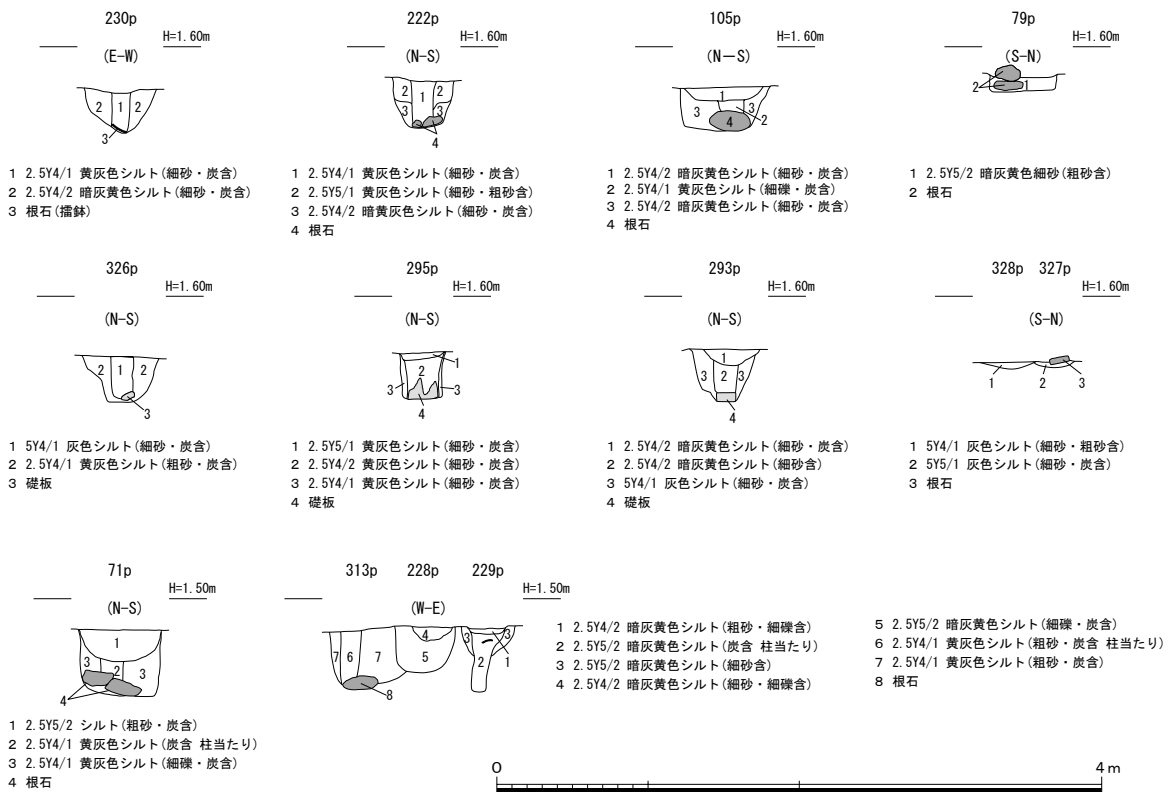 230p
H=1.60m
(E-W)
2 1 2
3
1 2.5Y4/1 黄灰色シルト(細砂・炭含)
2 2.5Y4/2 暗灰黄色シルト(細砂・炭含)
3 根石(擂鉢)
222p
H=1.60m
(N-S)
2 1 2
3 3
4
1 2.5Y4/1 黄灰色シルト(細砂・炭含)
2 2.5Y5/1 黄灰色シルト(細砂・粗砂含)
3 2.5Y4/2 暗黄灰色シルト(細砂・炭含)
4 根石
105p
H=1.60m
(N-S)
1
3 3
4 2
1 2.5Y4/2 暗灰黄色シルト(細砂・炭含)
2 2.5Y4/1 黄灰色シルト(細礫・炭含)
3 2.5Y4/2 暗灰黄色シルト(細砂・炭含)
4 根石
79p
H=1.60m
(S-N)
2 1
1 2.5Y5/2 暗灰黄色細砂(粗砂含)
2 根石
326p
H=1.60m
(N-S)
2 1 2
3
1 5Y4/1 灰色シルト(細砂・炭含)
2 2.5Y4/1 黄灰色シルト(粗砂・炭含)
3 礎板
295p
H=1.60m
(N-S)
1
2
3 3
4
1 2.5Y5/1 黄灰色シルト(細砂・炭含)
2 2.5Y4/2 黄灰色シルト(細砂・炭含)
3 2.5Y4/1 黄灰色シルト(細砂・炭含)
4 礎板
293p
H=1.60m
(N-S)
1
3 2 3
4
1 2.5Y4/2 暗灰黄色シルト(細砂・炭含)
2 2.5Y4/2 暗灰黄色シルト(細砂含)
3 5Y4/1 灰色シルト(細砂・炭含)
4 礎板
328p 327p
H=1.60m
(S-N)
1 2 3
1 5Y4/1 灰色シルト(細砂・粗砂含)
2 5Y5/1 灰色シルト(細砂・炭含)
3 根石
71p
H=1.50m
(N-S)
1
3 2 3
4
1 2.5Y5/2 シルト(粗砂・炭含)
2 2.5Y4/1 黄灰色シルト(炭含 柱当たり)
3 2.5Y4/1 黄灰色シルト(細礫・炭含)
4 根石
313p 228p 229p
H=1.50m
(W-E)
7 6 7 4 5 3 2 3 1
8
1 2.5Y4/2 暗灰黄色シルト(粗砂・細礫含)
2 2.5Y5/2 暗灰黄色シルト(炭含 柱当たり)
3 2.5Y5/2 暗灰黄色シルト(細砂含)
4 2.5Y4/2 暗灰黄色シルト(細砂・細礫含)
5 2.5Y5/2 暗灰黄色シルト(細礫・炭含)
6 2.5Y4/1 黄灰色シルト(粗砂・炭含 柱当たり)
7 2.5Y4/1 黄灰色シルト(粗砂・炭含)
8 根石
0 4m